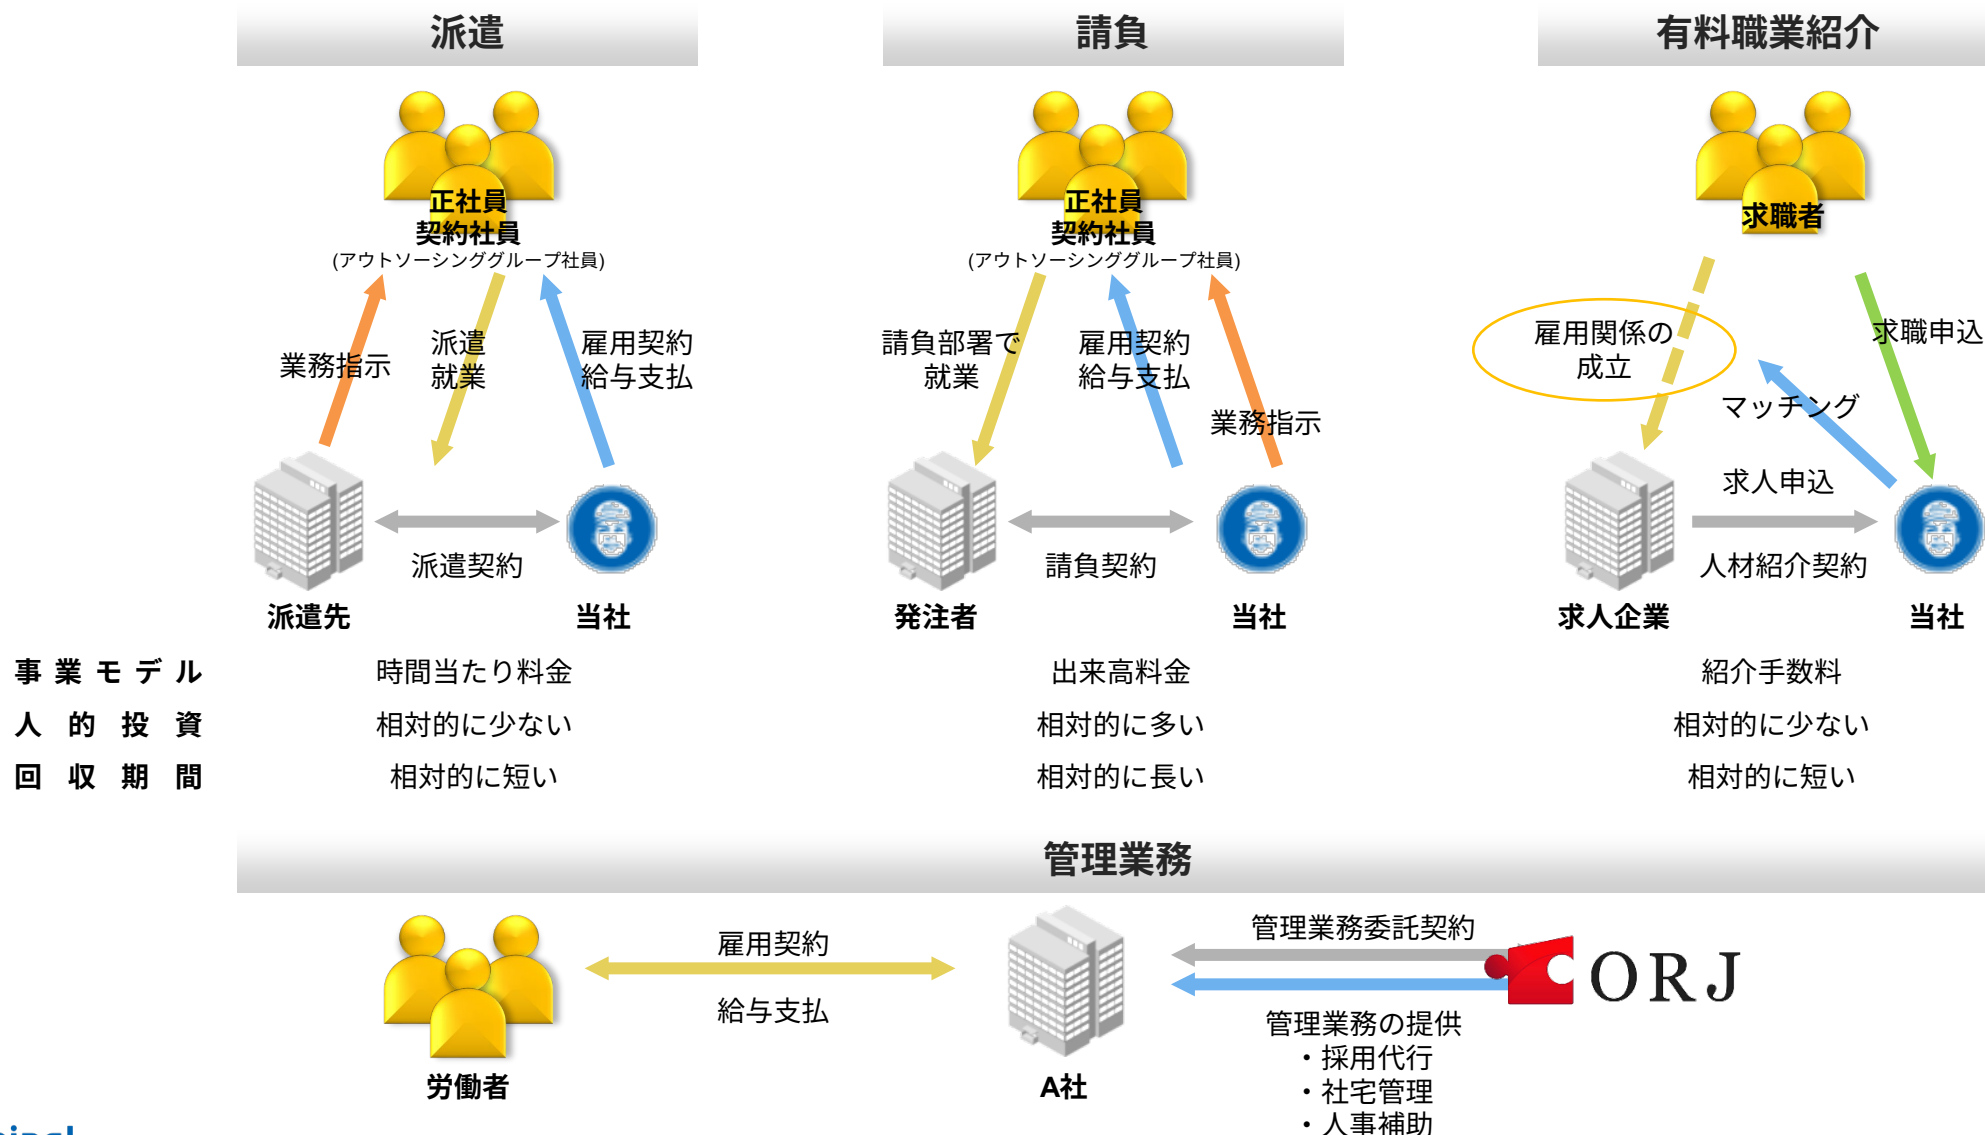 派遣
請負
有料職業紹介
正社員
契約社員
(アウトソーシンググループ社員)
業務指示
派遣
就業
雇用契約
給与支払
派遣契約
派遣先
当社
正社員
契約社員
(アウトソーシンググループ社員)
請負部署で
就業
雇用契約
給与支払
業務指示
請負契約
発注者
当社
求職者
雇用関係の
成立
求職申込
マッチング
求人申込
人材紹介契約
求人企業
当社
事業モデル 時間当たり料金 出来高料金 紹介手数料
人的投資 相対的に少ない 相対的に多い 相対的に少ない
回収期間 相対的に短い 相対的に長い 相対的に短い
管理業務
雇用契約
給与支払
労働者
A社
管理業務委託契約
ORJ
管理業務の提供
・採用代行
・社宅管理
・人事補助